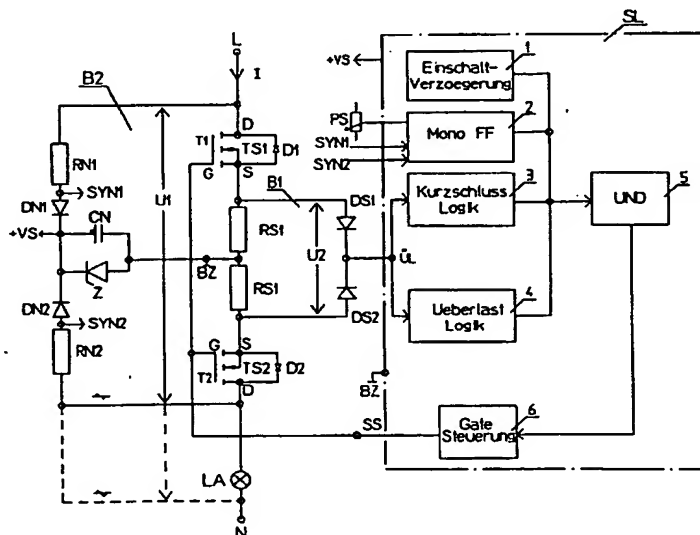 SL
L
I
+VS
1
Einschalt-
Verzoegerung
B2
PS
2
Mono FF
SYN1
SYN2
D
T1
TS1
D1
G
S
RN1
SYN1
DN1
U1
B1
DS1
3
Kurzschluss
Logik
5
UND
CN
+VS
RS1
U2
ÜL
BZ
Z
RS1
DN2
DS2
4
Ueberlast
Logik
SYN2
RN2
G
S
T2
TS2
D2
D
BZ
6
Gate
Steuerung
SS
~
LA
~
N